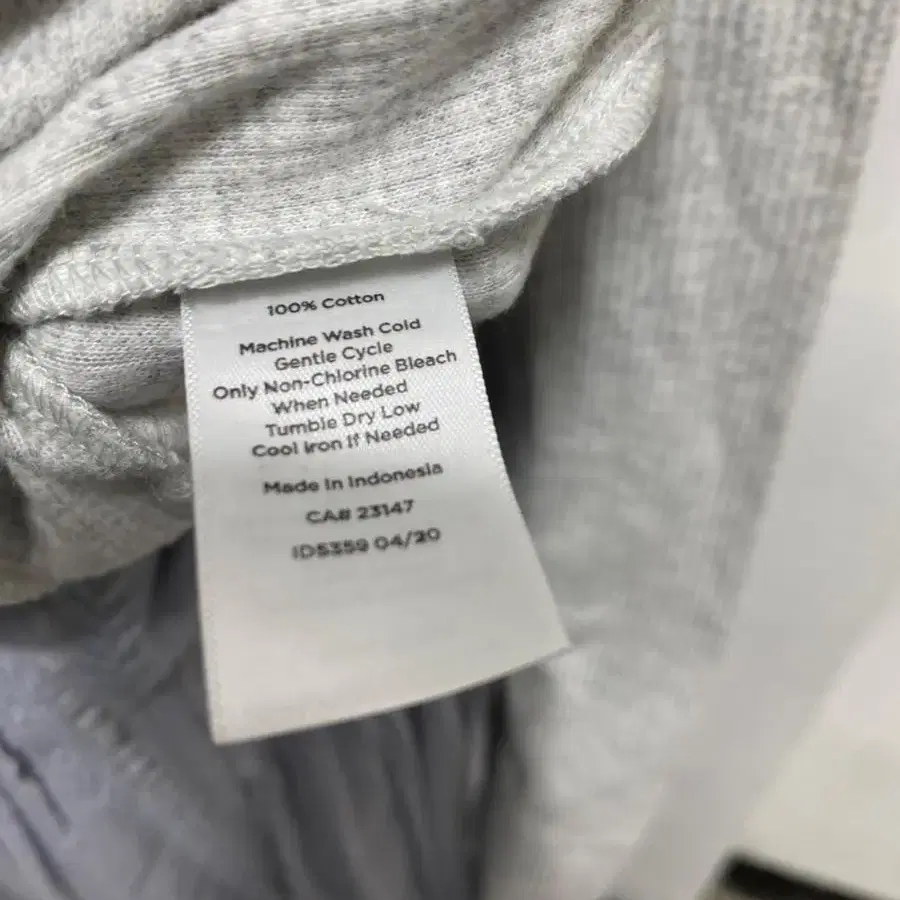 100% Cotton
Machine Wash Cold
Gentle Cycle
Only Non-Chlorine Bleach
When Needed
Tumble Dry Low
Cool Iron If Needed
Made In Indonesia
CA# 23147
ID5359 04/20